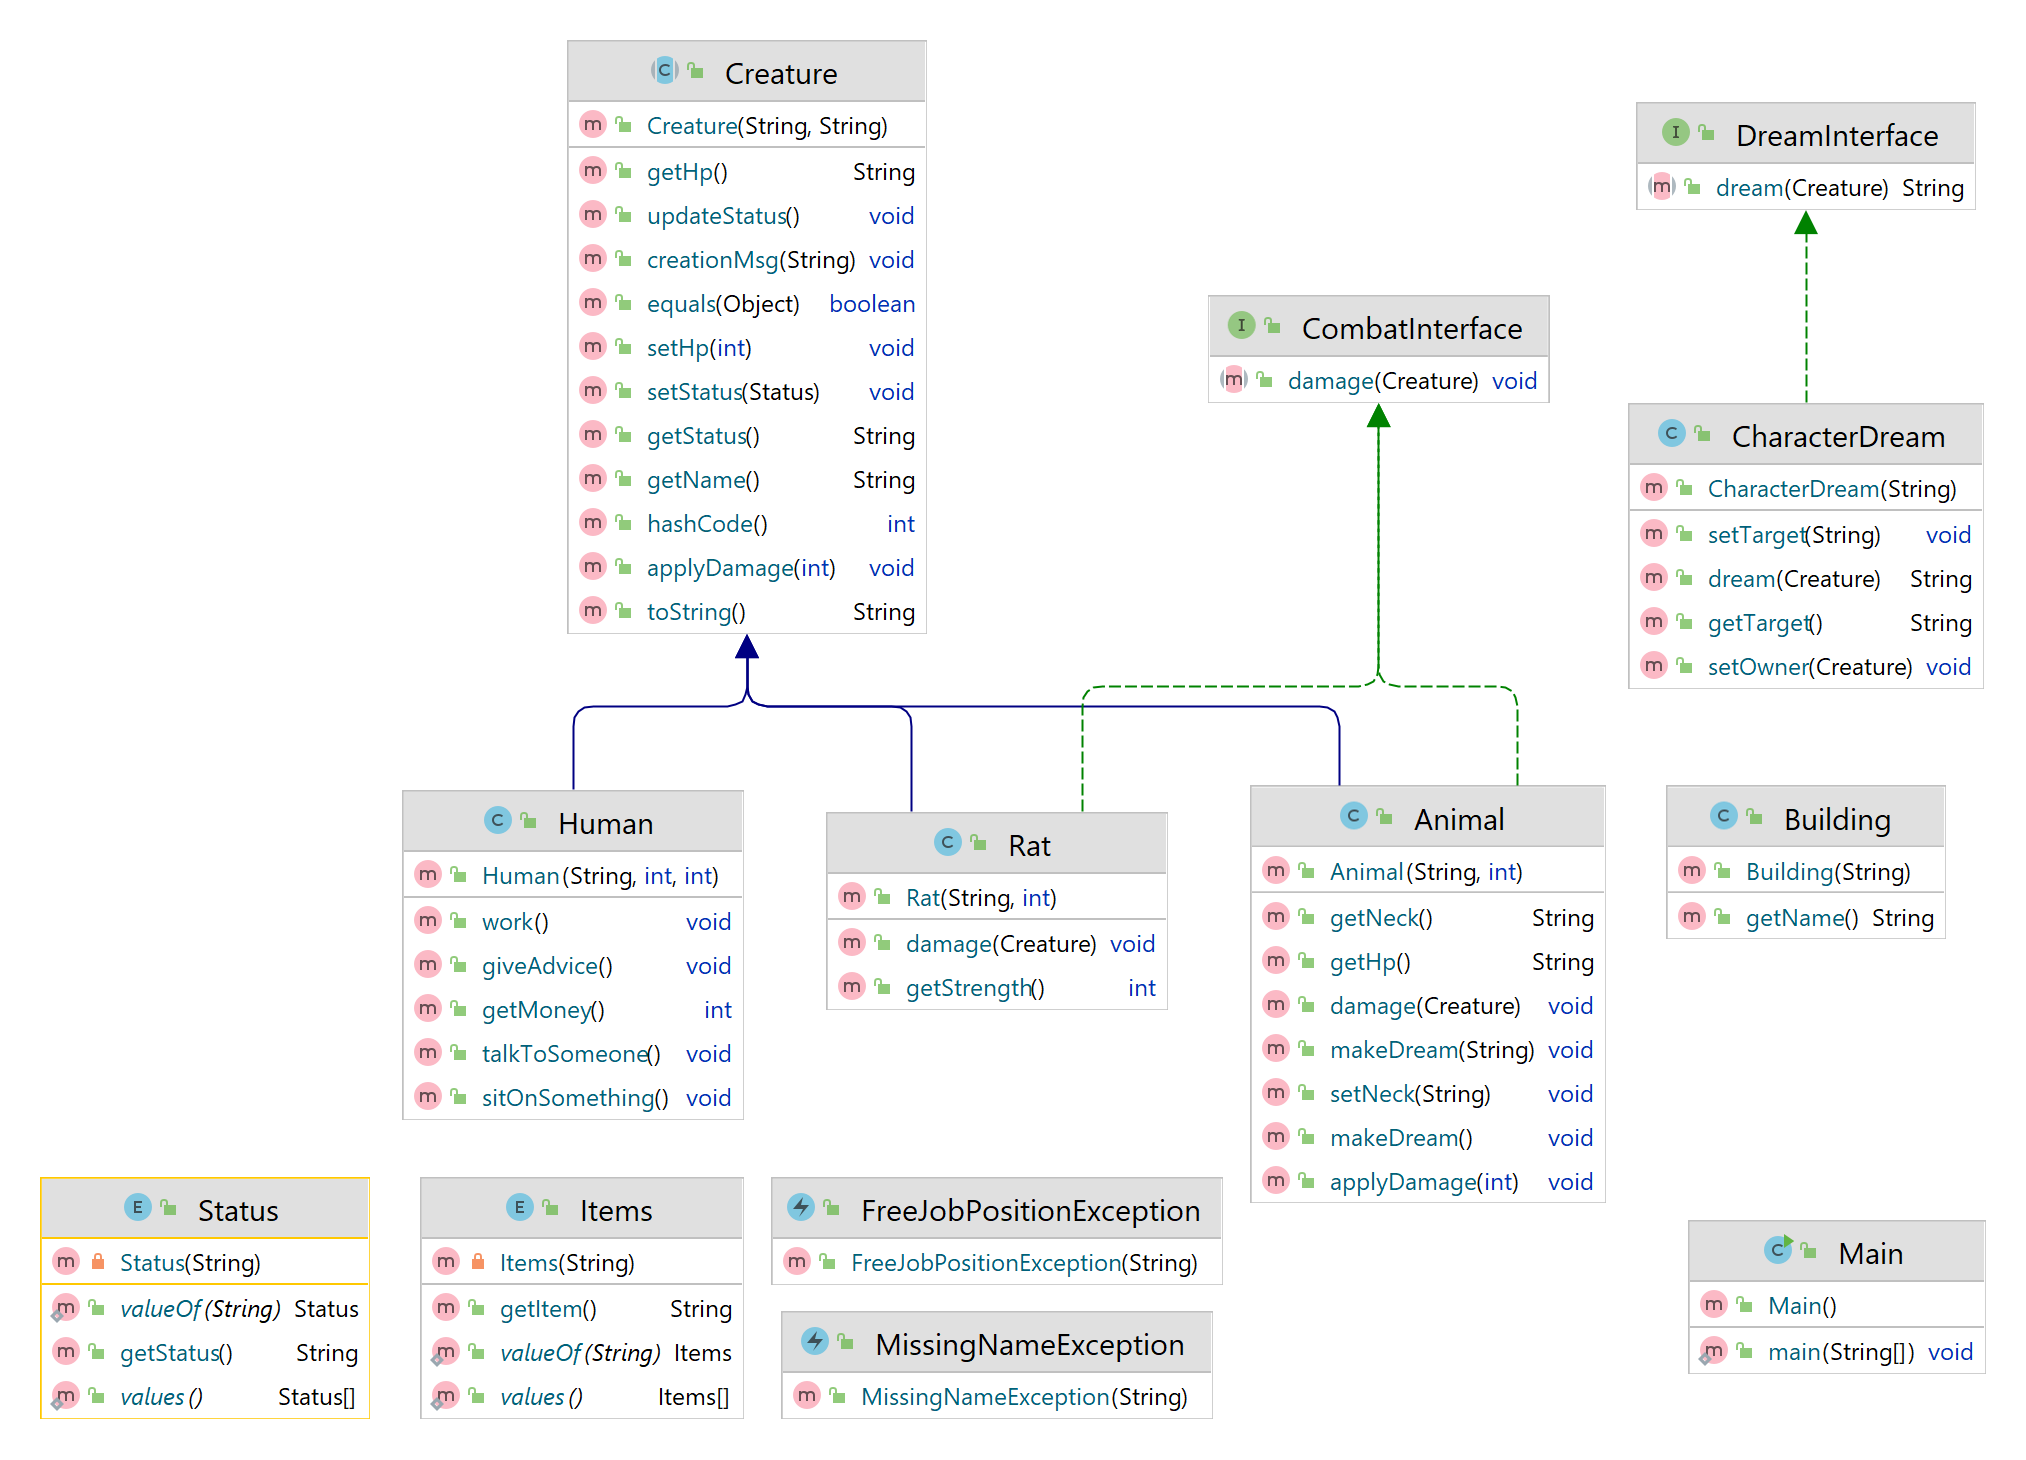 Creature
Creature(String, String)
getHp() String
updateStatus() void
creationMsg(String) void
equals(Object) boolean
setHp(int) void
setStatus(Status) void
getStatus() String
getName() String
hashCode() int
applyDamage(int) void
toString() String
DreamInterface
dream(Creature) String
CombatInterface
damage(Creature) void
CharacterDream
CharacterDream(String)
setTarget(String) void
dream(Creature) String
getTarget() String
setOwner(Creature) void
Human
Human(String, int, int)
work() void
giveAdvice() void
getMoney() int
talkToSomeone() void
sitOnSomething() void
Rat
Rat(String, int)
damage(Creature) void
getStrength() int
Animal
Animal(String, int)
getNeck() String
getHp() String
damage(Creature) void
makeDream(String) void
setNeck(String) void
makeDream() void
applyDamage(int) void
Building
Building(String)
getName() String
Status
Status(String)
valueOf(String) Status
getStatus() String
values() Status[]
Items
Items(String)
getItem() String
valueOf(String) Items
values() Items[]
FreeJobPositionException
FreeJobPositionException(String)
MissingNameException
MissingNameException(String)
Main
Main()
main(String[]) void